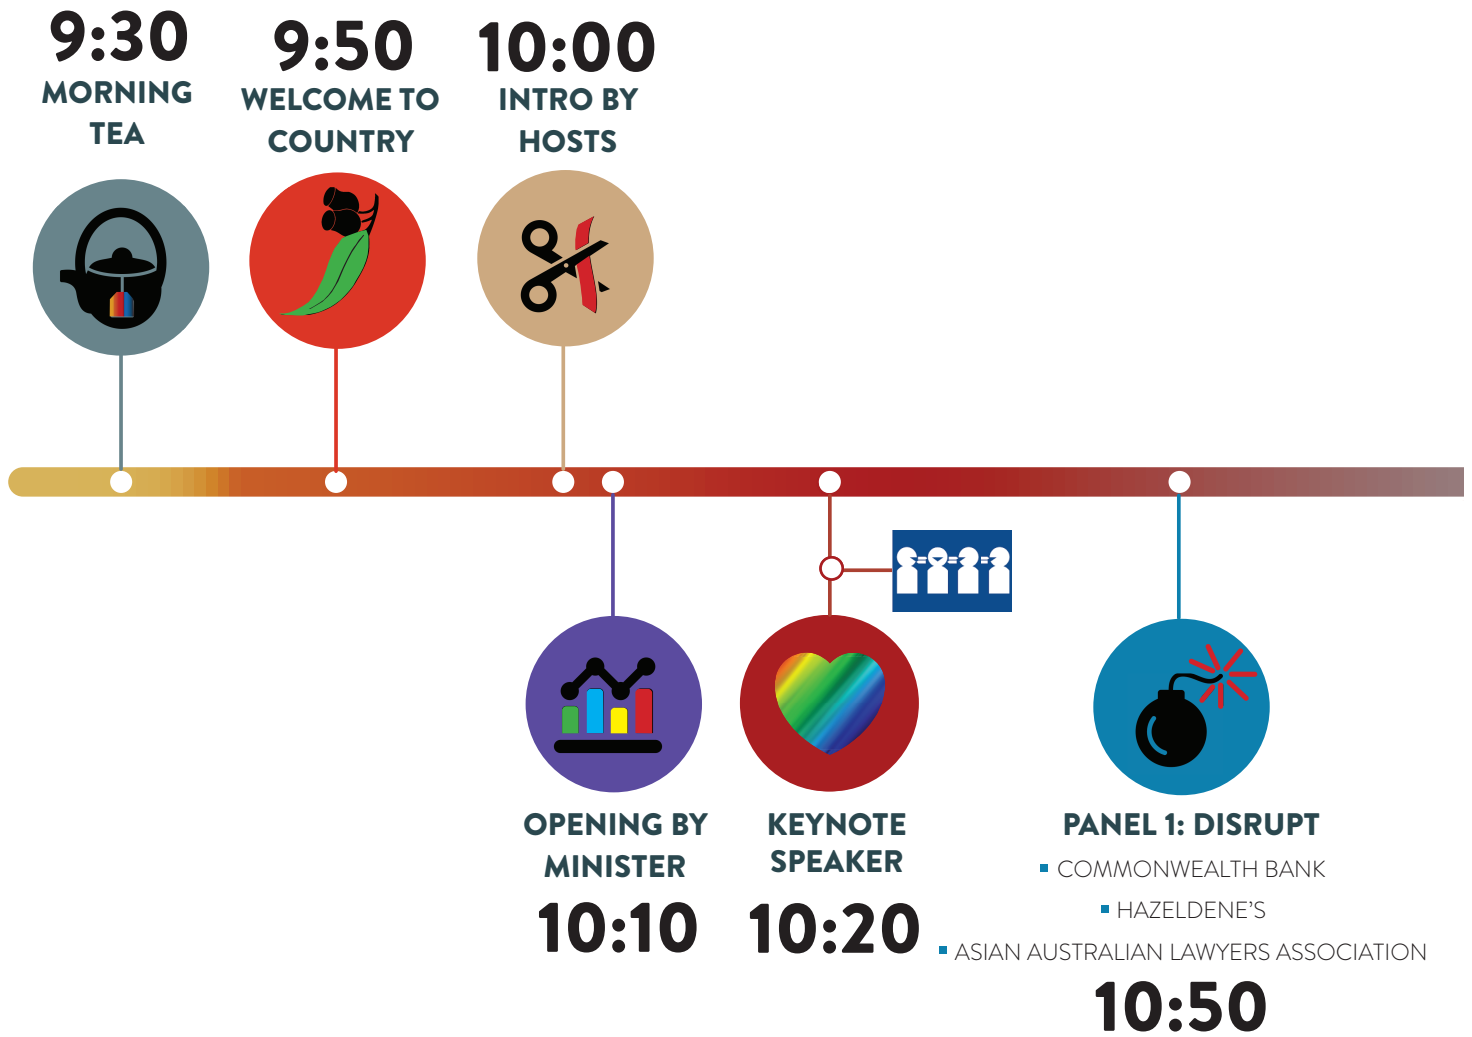 9:30
MORNING
TEA
9:50
WELCOME TO
COUNTRY
10:00
INTRO BY
HOSTS
OPENING BY
MINISTER
10:10
KEYNOTE
SPEAKER
10:20
PANEL 1: DISRUPT
COMMONWEALTH BANK
HAZELDENE'S
ASIAN AUSTRALIAN LAWYERS ASSOCIATION
10:50